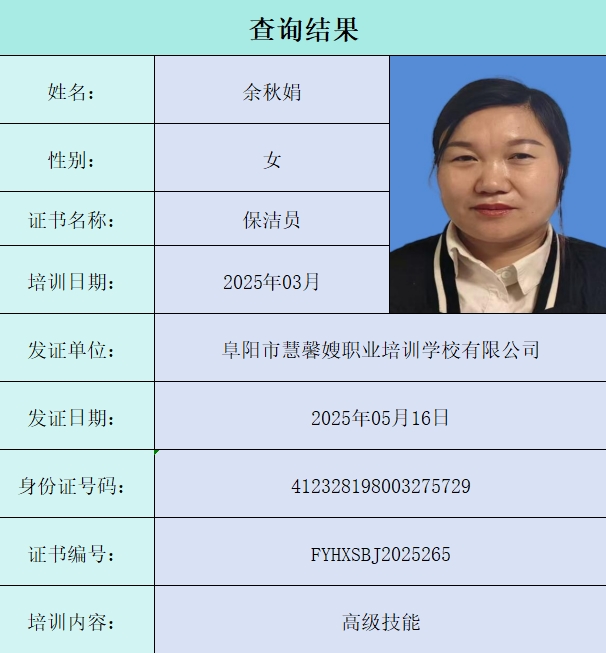 查询结果
姓名： 余秋娟
性别： 女
证书名称： 保洁员
培训日期： 2025年03月
发证单位： 阜阳市慧馨嫂职业培训学校有限公司
发证日期： 2025年05月16日
身份证号码： 412328198003275729
证书编号： FYHXSBJ2025265
培训内容： 高级技能